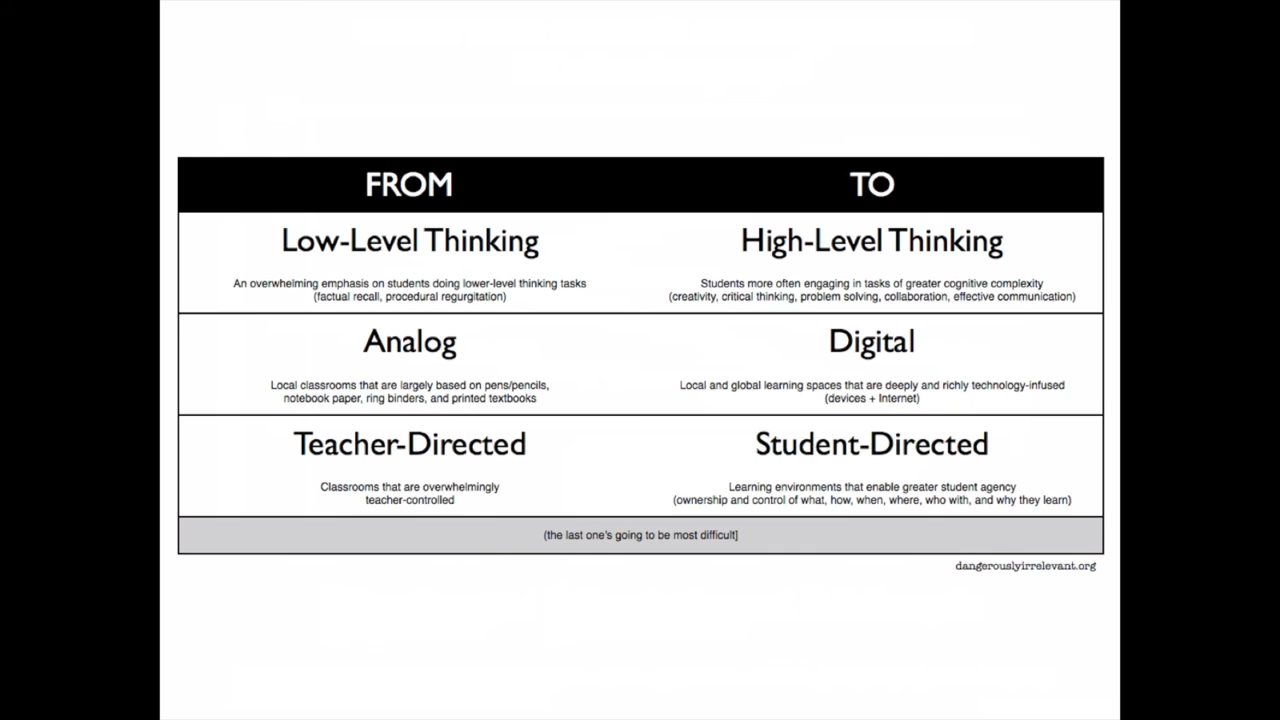 FROM
TO
Low-Level Thinking
An overwhelming emphasis on students doing lower-level thinking tasks
(factual recall, procedural regurgitation)
High-Level Thinking
Students more often engaging in tasks of greater cognitive complexity
(creativity, critical thinking, problem solving, collaboration, effective communication)
Analog
Local classrooms that are largely based on pens/pencils,
notebook paper, ring binders, and printed textbooks
Digital
Local and global learning spaces that are deeply and richly technology-infused
(devices + Internet)
Teacher-Directed
Classrooms that are overwhelmingly
teacher-controlled
Student-Directed
Learning environments that enable greater student agency
(ownership and control of what, how, when, where, who with, and why they learn)
(the last one's going to be most difficult]
dangerouslyirrelevant.org